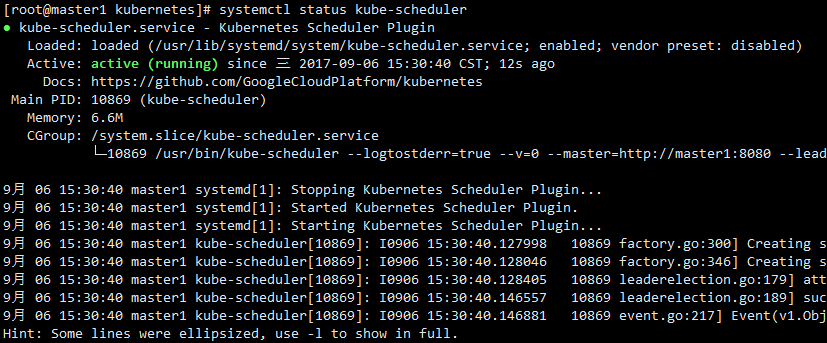 [root@master1 kubernetes]# systemctl status kube-scheduler
● kube-scheduler.service - Kubernetes Scheduler Plugin
   Loaded: loaded (/usr/lib/systemd/system/kube-scheduler.service; enabled; vendor preset: disabled)
   Active: active (running) since 三 2017-09-06 15:30:40 CST; 12s ago
     Docs: https://github.com/GoogleCloudPlatform/kubernetes
 Main PID: 10869 (kube-scheduler)
   Memory: 6.6M
   CGroup: /system.slice/kube-scheduler.service
           └─10869 /usr/bin/kube-scheduler --logtostderr=true --v=0 --master=http://master1:8080 --lead
9月 06 15:30:40 master1 systemd[1]: Stopping Kubernetes Scheduler Plugin...
9月 06 15:30:40 master1 systemd[1]: Started Kubernetes Scheduler Plugin.
9月 06 15:30:40 master1 systemd[1]: Starting Kubernetes Scheduler Plugin...
9月 06 15:30:40 master1 kube-scheduler[10869]: I0906 15:30:40.127998   10869 factory.go:300] Creating s
9月 06 15:30:40 master1 kube-scheduler[10869]: I0906 15:30:40.128046   10869 factory.go:346] Creating s
9月 06 15:30:40 master1 kube-scheduler[10869]: I0906 15:30:40.128405   10869 leaderelection.go:179] att
9月 06 15:30:40 master1 kube-scheduler[10869]: I0906 15:30:40.146557   10869 leaderelection.go:189] suc
9月 06 15:30:40 master1 kube-scheduler[10869]: I0906 15:30:40.146881   10869 event.go:217] Event(v1.Obj
Hint: Some lines were ellipsized, use -l to show in full.